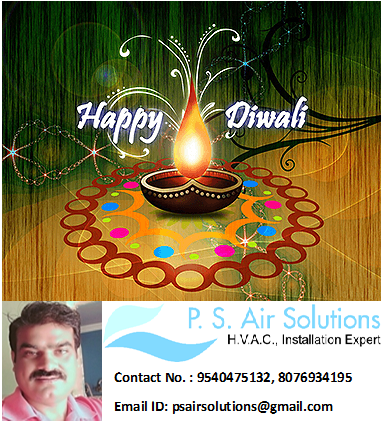 Happy Diwali
P. S. Air Solutions
H.V.A.C., Installation Expert
Contact No. : 9540475132, 8076934195
Email ID: psairsolutions@gmail.com